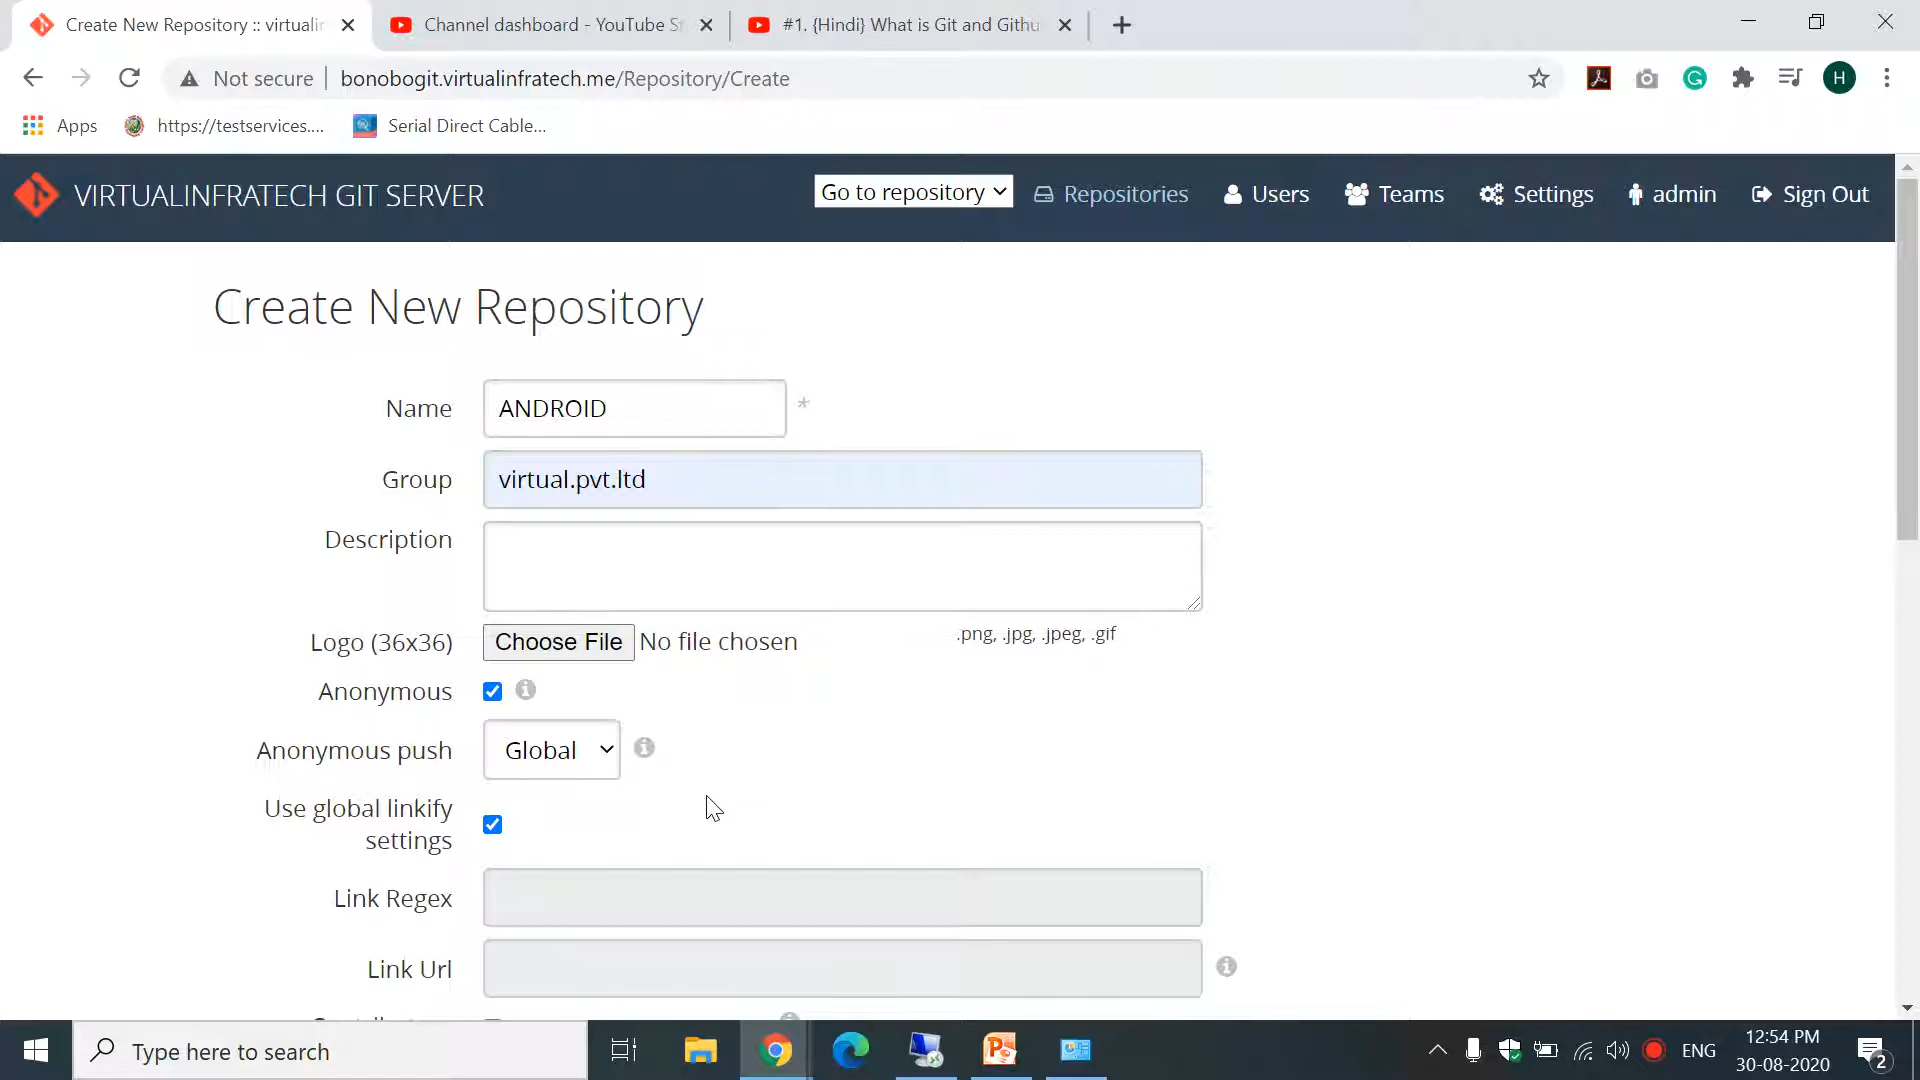 Create New Repository :: virtualin
Channel dashboard - YouTube St
#1. {Hindi} What is Git and Githu
Not secure
bonobogit.virtualinfratech.me/Repository/Create
H
Apps
https://testservices....
Serial Direct Cable...
VIRTUALINFRATECH GIT SERVER
Go to repository
Repositories
Users
Teams
Settings
admin
Sign Out
Create New Repository
Name
ANDROID
*
Group
virtual.pvt.ltd
Description
Logo (36x36)
Choose File
No file chosen
.png, .jpg, .jpeg, .gif
Anonymous
Anonymous push
Global
Use global linkify
settings
Link Regex
Link Url
Type here to search
ENG
12:54 PM
30-08-2020
2